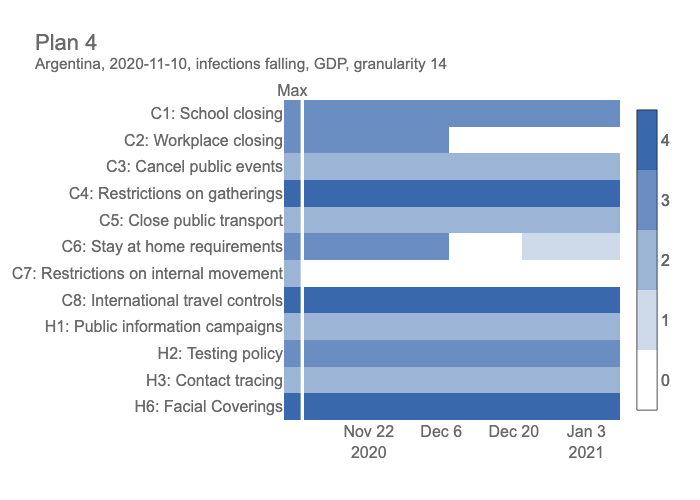 Plan 4
Argentina, 2020-11-10, infections falling, GDP, granularity 14
Max
C1: School closing
C2: Workplace closing
C3: Cancel public events
C4: Restrictions on gatherings
C5: Close public transport
C6: Stay at home requirements
C7: Restrictions on internal movement
C8: International travel controls
H1: Public information campaigns
H2: Testing policy
H3: Contact tracing
H6: Facial Coverings
Nov 22 Dec 6 Dec 20 Jan 3
2020 2021
4
3
2
1
0